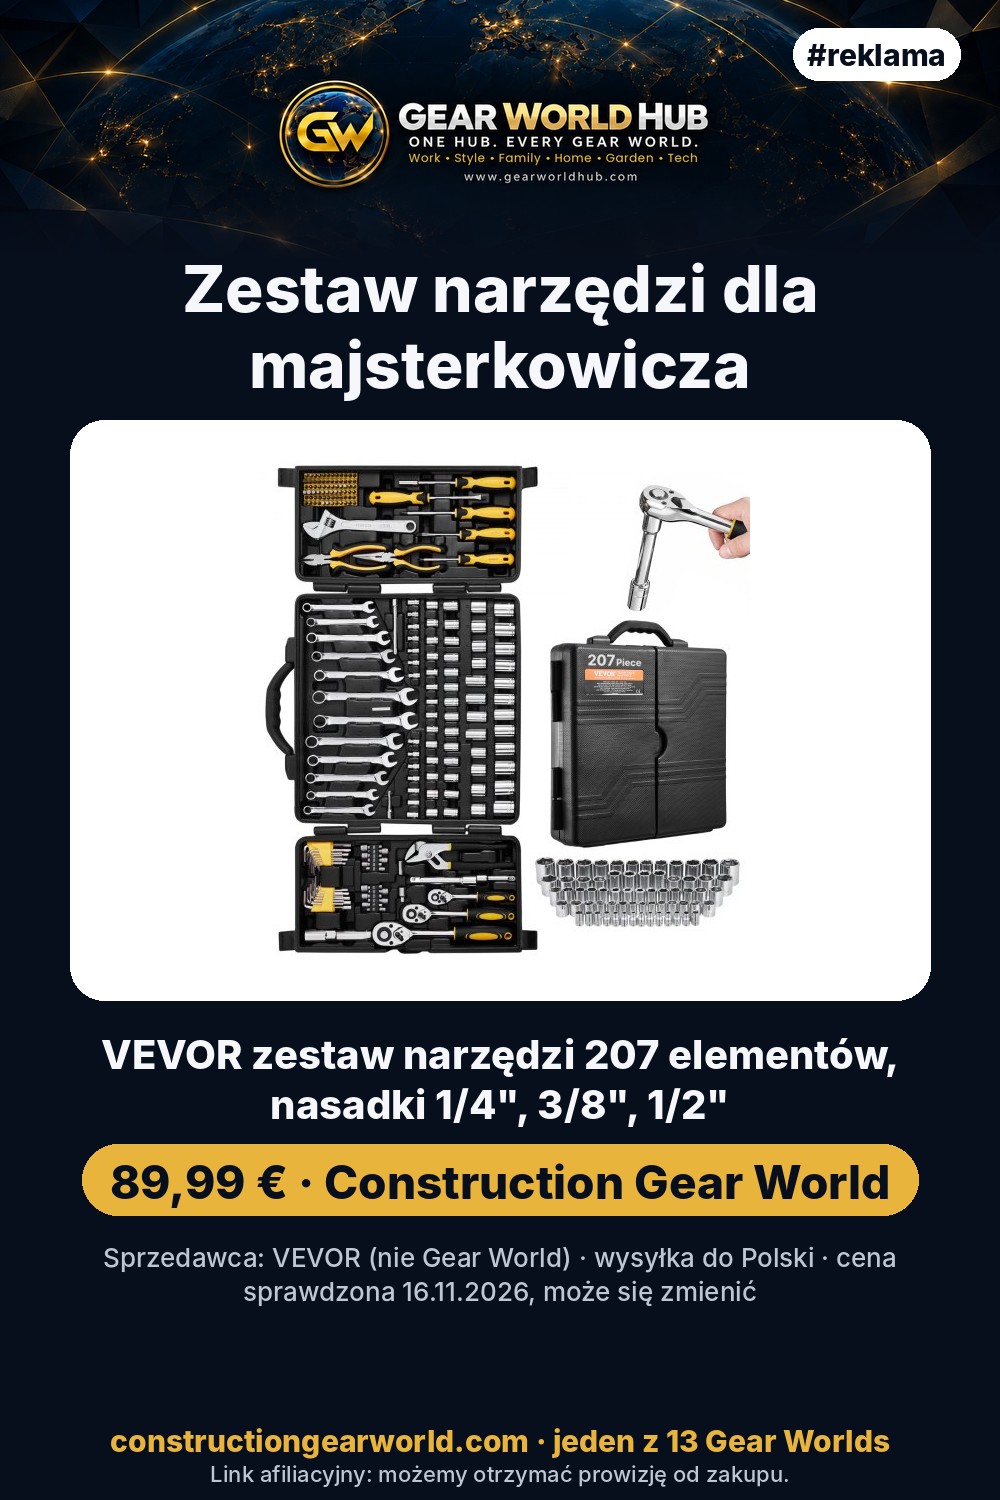 #reklama
GW
GEAR WORLD HUB
ONE HUB. EVERY GEAR WORLD.
Work • Style • Family • Home • Garden • Tech
www.gearworldhub.com
Zestaw narzędzi dla
majsterkowicza
207 Piece
VEVOR
VEVOR zestaw narzędzi 207 elementów,
nasadki 1/4", 3/8", 1/2"
89,99 € · Construction Gear World
Sprzedawca: VEVOR (nie Gear World) · wysyłka do Polski · cena
sprawdzona 16.11.2026, może się zmienić
constructiongearworld.com · jeden z 13 Gear Worlds
Link afiliacyjny: możemy otrzymać prowizję od zakupu.